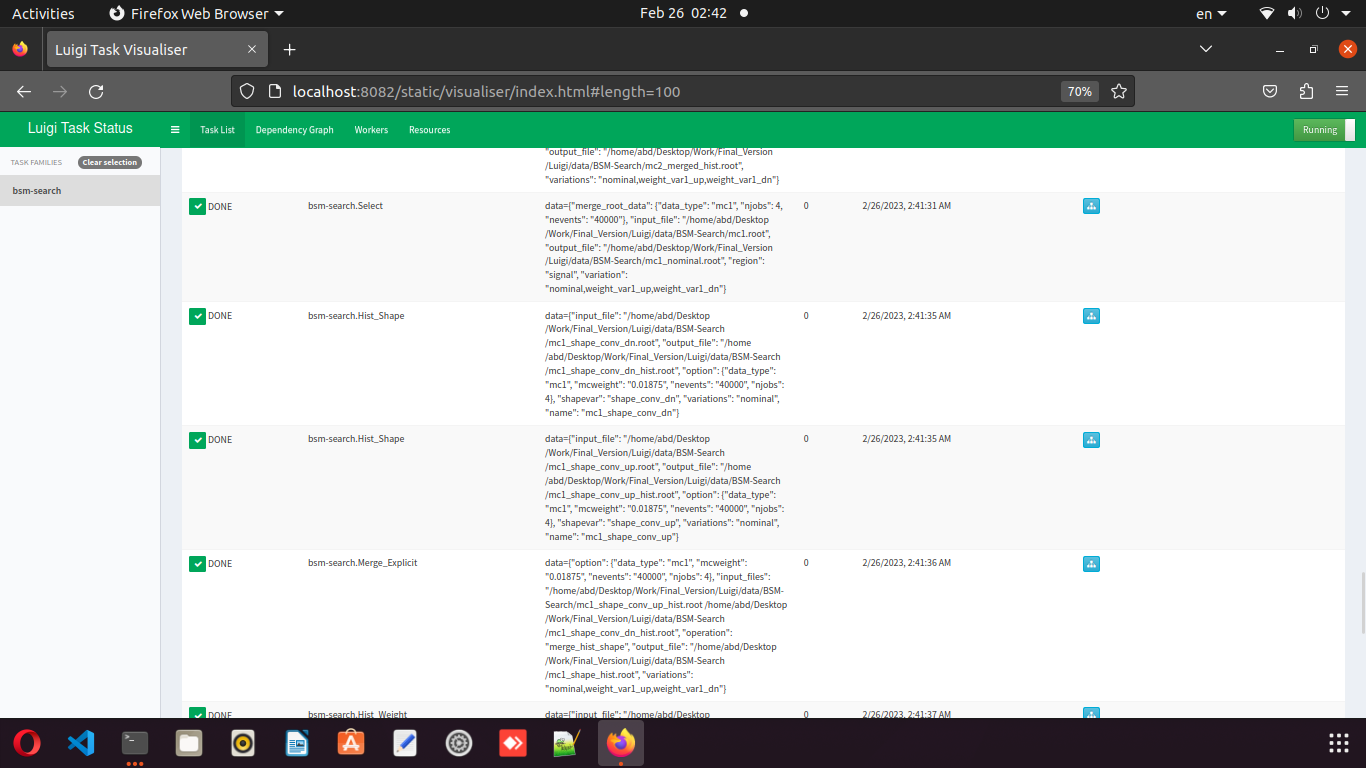 Activities
Firefox Web Browser
Feb 26 02:42
en
Luigi Task Visualiser
localhost:8082/static/visualiser/index.html#length=100
70%
Luigi Task Status
Task List
Dependency Graph
Workers
Resources
Running
TASK FAMILIES
Clear selection
bsm-search
"output_file": "/home/abd/Desktop/Work/Final_Version
/Luigi/data/BSM-Search/mc2_merged_hist.root",
"variations": "nominal,weight_var1_up,weight_var1_dn"}
DONE
bsm-search.Select
data={"merge_root_data": {"data_type": "mc1", "njobs": 4,
"nevents": "40000"}, "input_file": "/home/abd/Desktop
/Work/Final_Version/Luigi/data/BSM-Search/mc1.root",
"output_file": "/home/abd/Desktop/Work/Final_Version
/Luigi/data/BSM-Search/mc1_nominal.root", "region":
"signal", "variation":
"nominal,weight_var1_up,weight_var1_dn"}
0
2/26/2023, 2:41:31 AM
DONE
bsm-search.Hist_Shape
data={"input_file": "/home/abd/Desktop
/Work/Final_Version/Luigi/data/BSM-Search
/mc1_shape_conv_dn.root", "output_file": "/home
/abd/Desktop/Work/Final_Version/Luigi/data/BSM-Search
/mc1_shape_conv_dn_hist.root", "option": {"data_type":
"mc1", "mcweight": "0.01875", "nevents": "40000", "njobs":
4}, "shapevar": "shape_conv_dn", "variations": "nominal",
"name": "mc1_shape_conv_dn"}
0
2/26/2023, 2:41:35 AM
DONE
bsm-search.Hist_Shape
data={"input_file": "/home/abd/Desktop
/Work/Final_Version/Luigi/data/BSM-Search
/mc1_shape_conv_up.root", "output_file": "/home
/abd/Desktop/Work/Final_Version/Luigi/data/BSM-Search
/mc1_shape_conv_up_hist.root", "option": {"data_type":
"mc1", "mcweight": "0.01875", "nevents": "40000", "njobs":
4}, "shapevar": "shape_conv_up", "variations": "nominal",
"name": "mc1_shape_conv_up"}
0
2/26/2023, 2:41:35 AM
DONE
bsm-search.Merge_Explicit
data={"option": {"data_type": "mc1", "mcweight":
"0.01875", "nevents": "40000", "njobs": 4}, "input_files":
"/home/abd/Desktop/Work/Final_Version/Luigi/data/BSM-
Search/mc1_shape_conv_up_hist.root /home/abd/Desktop
/Work/Final_Version/Luigi/data/BSM-Search
/mc1_shape_conv_dn_hist.root", "operation":
"merge_hist_shape", "output_file": "/home/abd/Desktop
/Work/Final_Version/Luigi/data/BSM-Search
/mc1_shape_hist.root", "variations":
"nominal,weight_var1_up,weight_var1_dn"}
0
2/26/2023, 2:41:36 AM
DONE
bsm-search.Hist_Weight
data={"input_file": "/home/abd/Desktop
0
2/26/2023, 2:41:37 AM